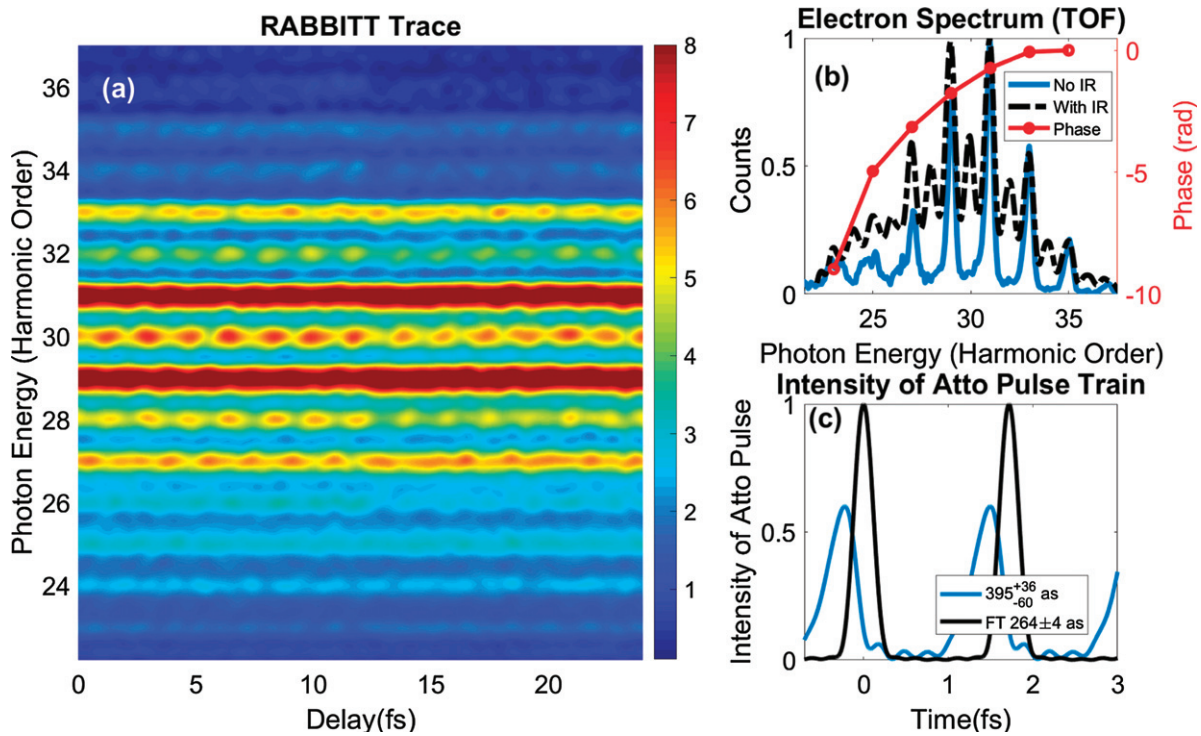 RABBITT Trace
(a)
Photon Energy (Harmonic Order)
36
34
32
30
28
26
24
0
5
10
15
20
Delay(fs)
8
7
6
5
4
3
2
1
Electron Spectrum (TOF)
(b)
Counts
1
0.5
0
No IR
With IR
Phase
0
-5
-10
Phase (rad)
25
30
35
Photon Energy (Harmonic Order)
Intensity of Atto Pulse Train
(c)
Intensity of Atto Pulse
1
0.5
0
395+36-60 as
FT 264±4 as
0
1
2
3
Time(fs)